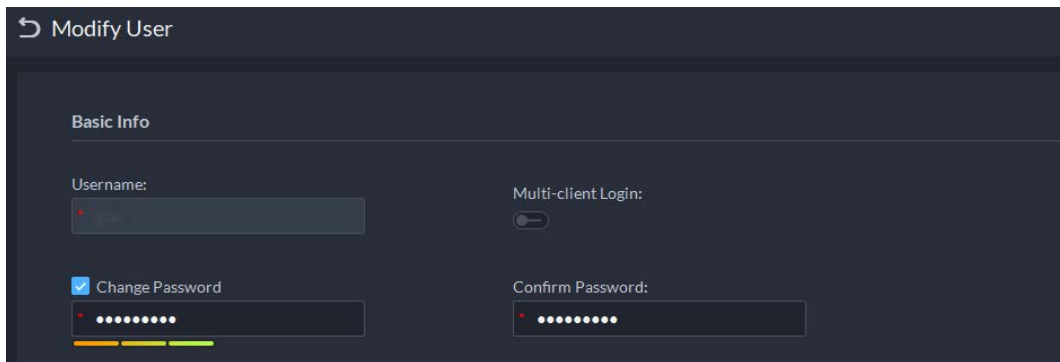 Modify User
Basic Info
Username:
Multi-client Login:
*
Change Password
Confirm Password:
* •••••••••
* •••••••••